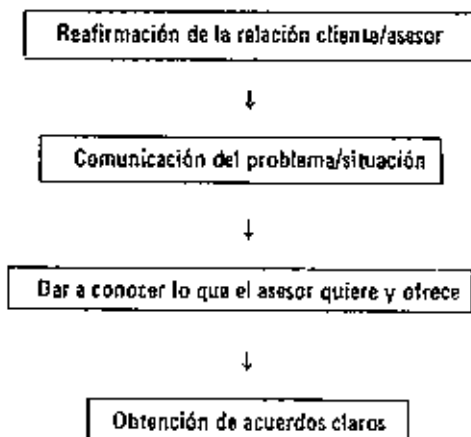 Reafirmación de la relación cliente/asesor
↓
Comunicación del problema/situación
↓
Dar a conocer lo que el asesor quiere y ofrece
↓
Obtención de acuerdos claros